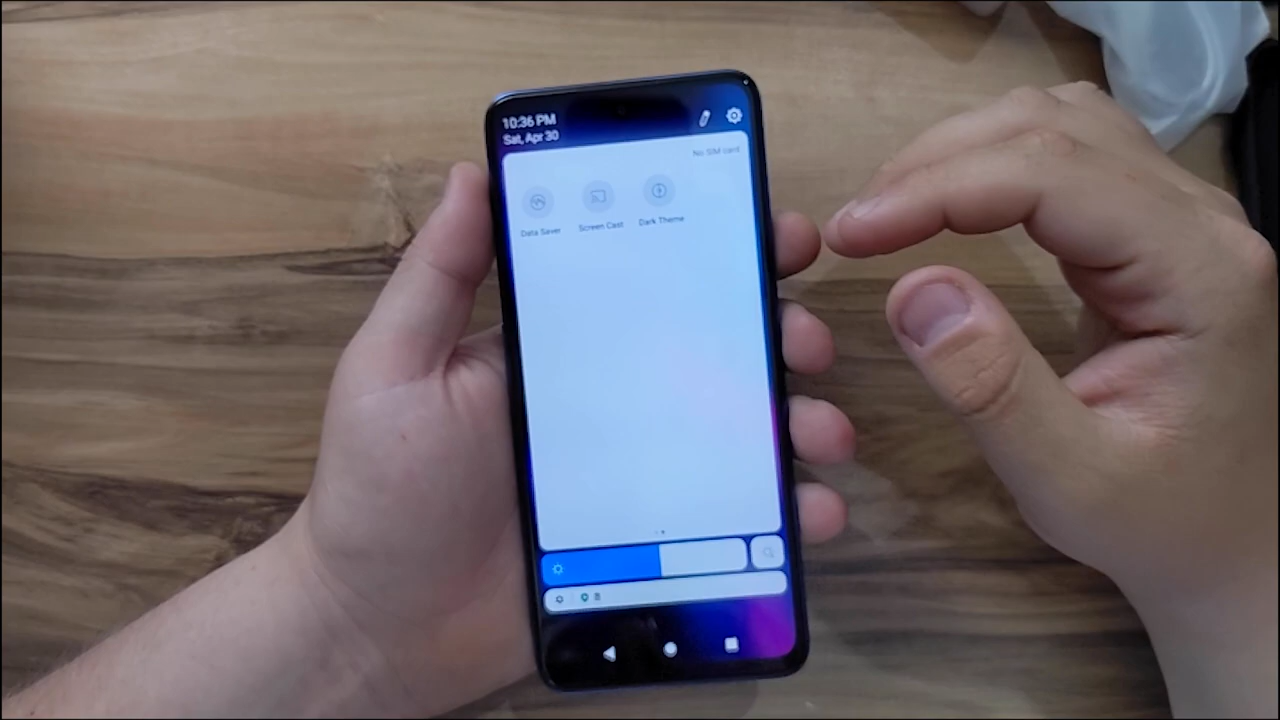 10:36 PM
Sat, Apr 30
No SIM card
Data Saver
Screen Cast
Dark Theme